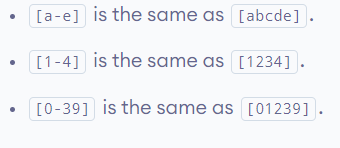 • [a-e] is the same as [abcde].
• [1-4] is the same as [1234].
• [0-39] is the same as [01239].